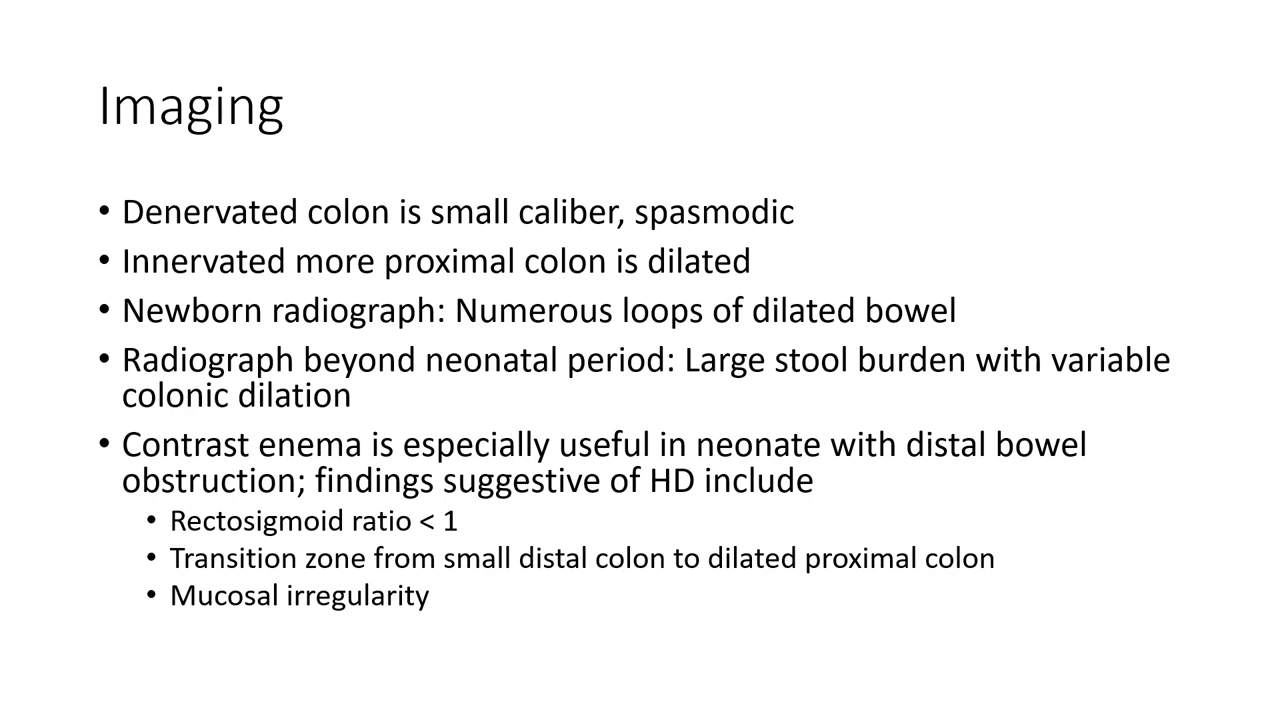 Imaging
• Denervated colon is small caliber, spasmodic
• Innervated more proximal colon is dilated
• Newborn radiograph: Numerous loops of dilated bowel
• Radiograph beyond neonatal period: Large stool burden with variable
colonic dilation
• Contrast enema is especially useful in neonate with distal bowel
obstruction; findings suggestive of HD include
• Rectosigmoid ratio < 1
• Transition zone from small distal colon to dilated proximal colon
• Mucosal irregularity